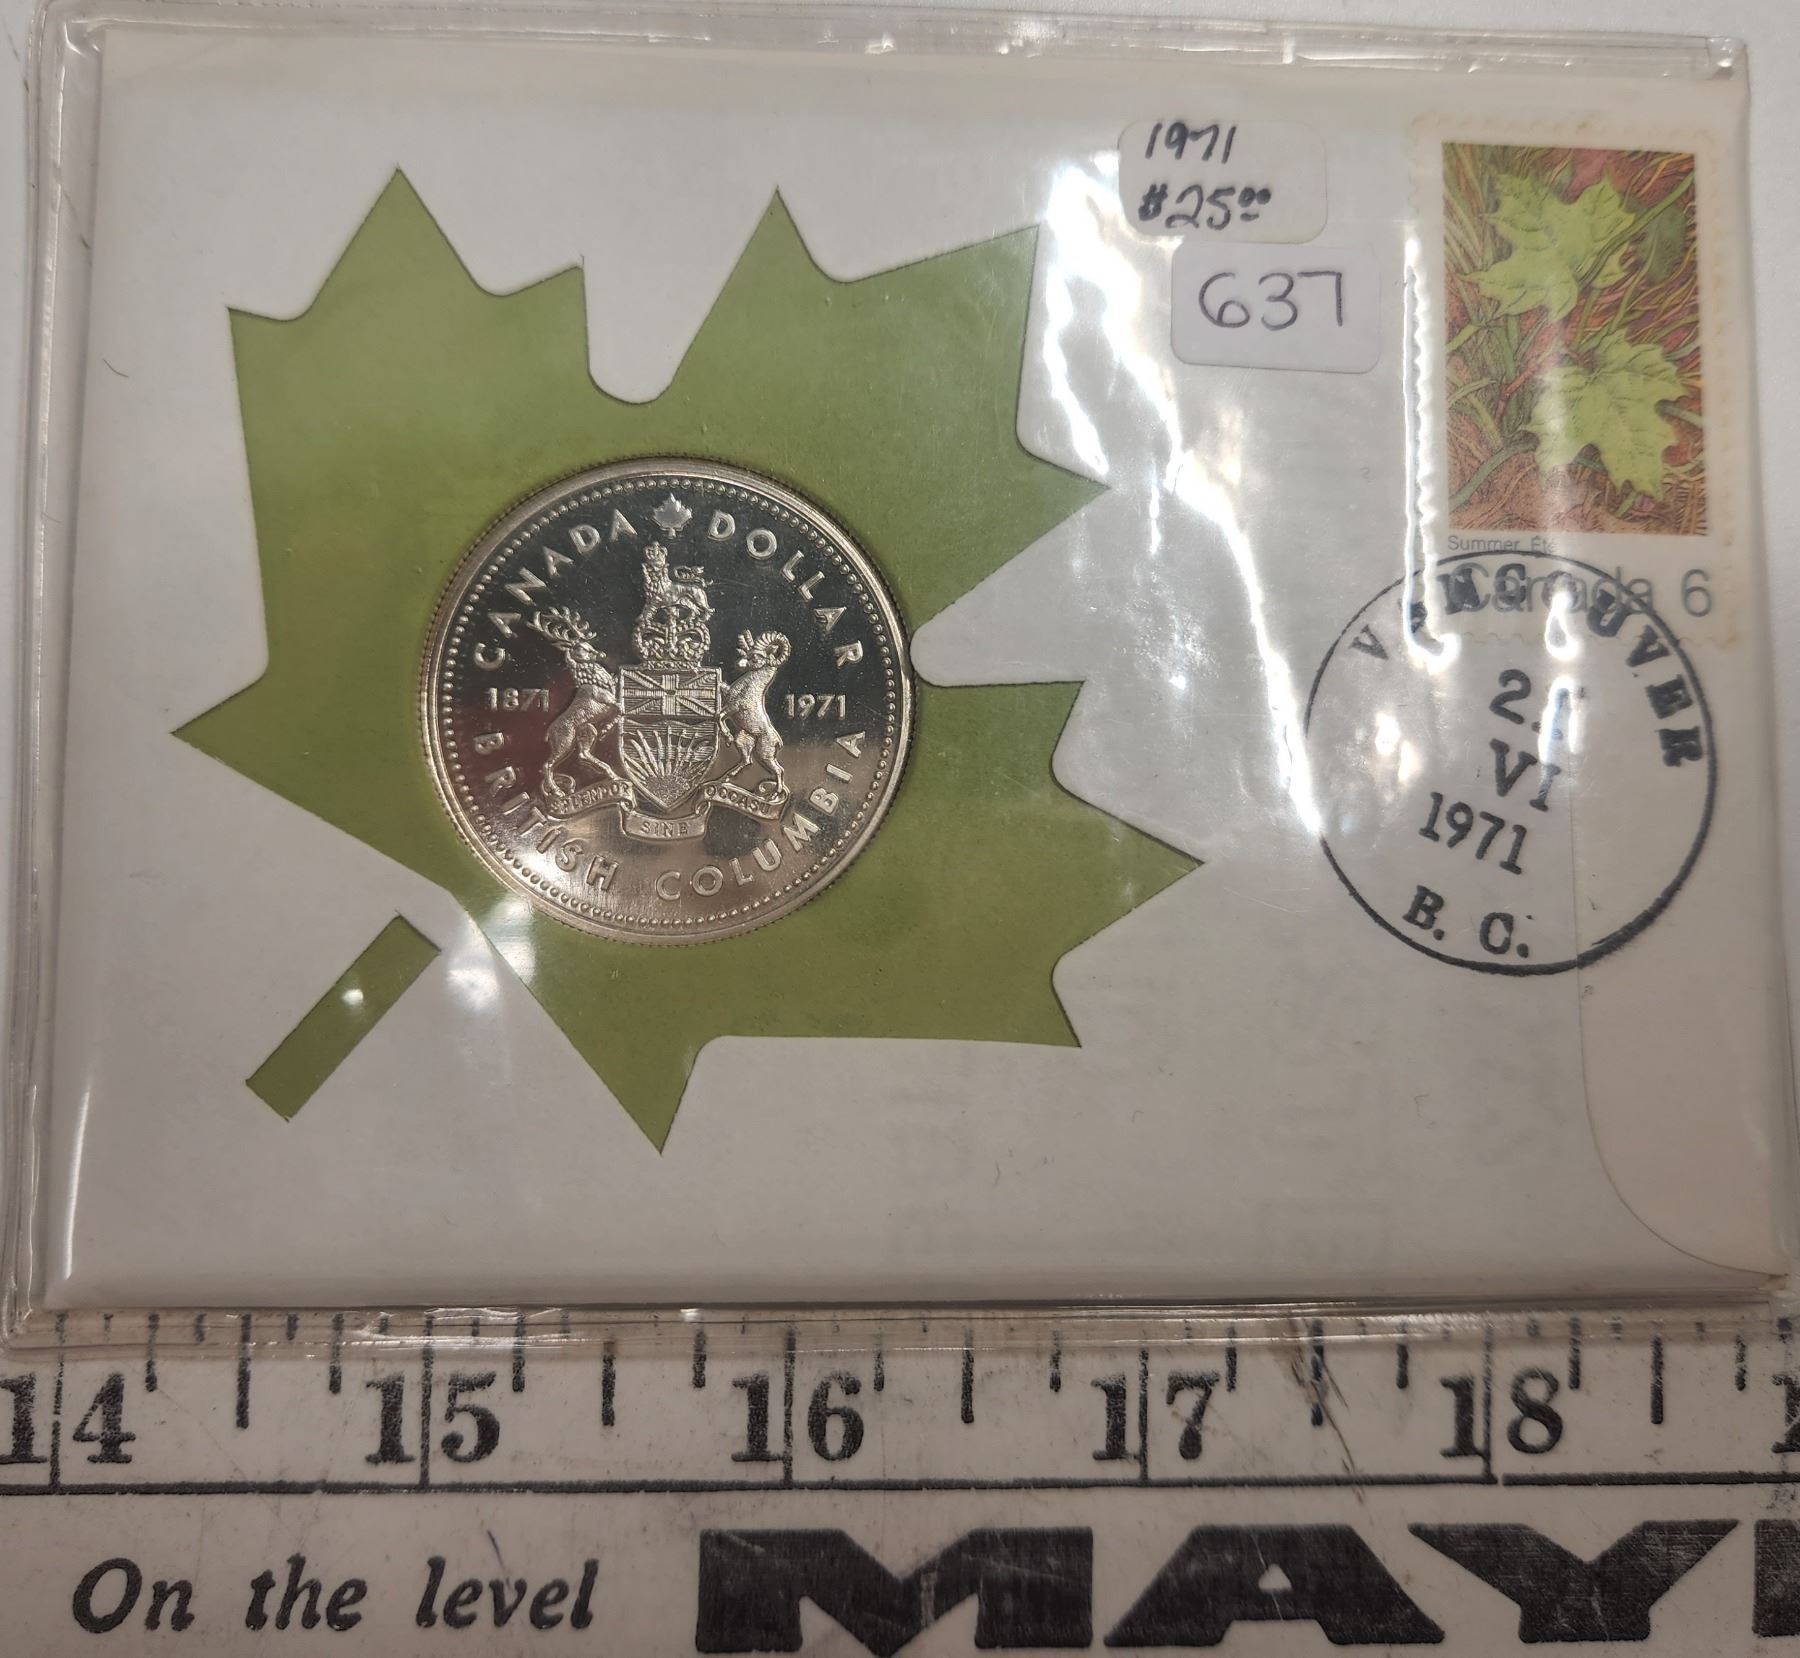 1971
$25.00
637
Summer Été
Canada 6
VANCOUVER
VI
1971
B. C.
CANADA DOLLAR
1871 1971
SPLENDOR SINE OCCASU
BRITISH COLUMBIA
14 15 16 17 18
On the level